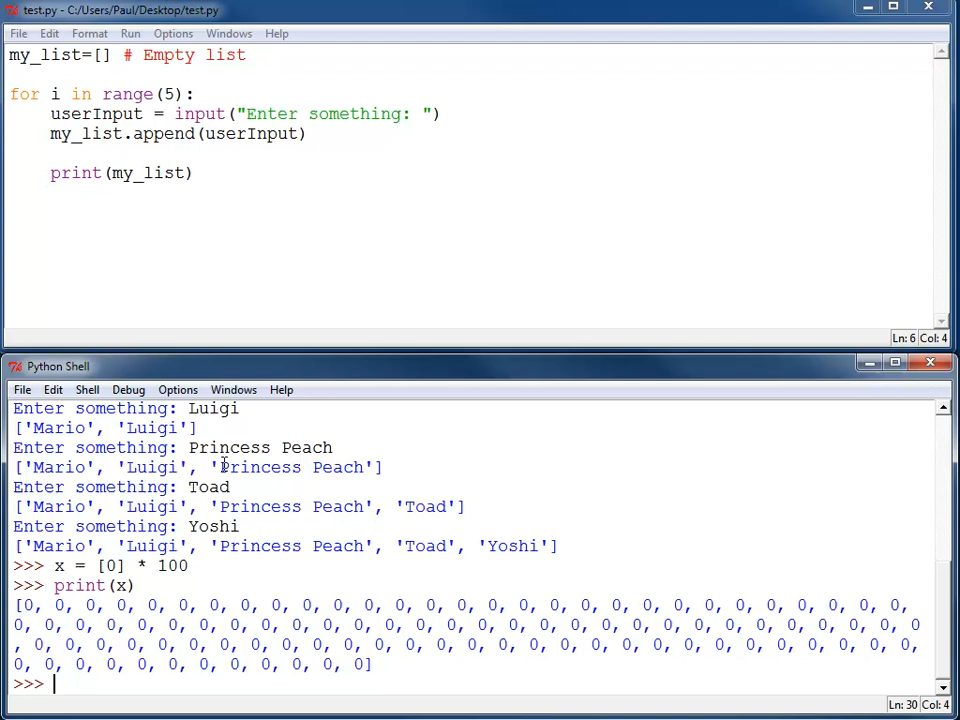 test.py - C:/Users/Paul/Desktop/test.py
File Edit Format Run Options Windows Help
my_list=[] # Empty list
for i in range(5):
    userInput = input("Enter something: ")
    my_list.append(userInput)
    print(my_list)
Ln: 6 Col: 4
Python Shell
File Edit Shell Debug Options Windows Help
Enter something: Luigi
['Mario', 'Luigi']
Enter something: Princess Peach
['Mario', 'Luigi', 'Princess Peach']
Enter something: Toad
['Mario', 'Luigi', 'Princess Peach', 'Toad']
Enter something: Yoshi
['Mario', 'Luigi', 'Princess Peach', 'Toad', 'Yoshi']
>>> x = [0] * 100
>>> print(x)
[0, 0, 0, 0, 0, 0, 0, 0, 0, 0, 0, 0, 0, 0, 0, 0, 0, 0, 0, 0, 0, 0, 0, 0, 0, 0, 0, 0, 0,
0, 0, 0, 0, 0, 0, 0, 0, 0, 0, 0, 0, 0, 0, 0, 0, 0, 0, 0, 0, 0, 0, 0, 0, 0, 0, 0, 0, 0, 0
, 0, 0, 0, 0, 0, 0, 0, 0, 0, 0, 0, 0, 0, 0, 0, 0, 0, 0, 0, 0, 0, 0, 0, 0, 0, 0, 0, 0, 0,
0, 0, 0, 0, 0, 0, 0, 0, 0, 0, 0, 0]
>>>
Ln: 30 Col: 4